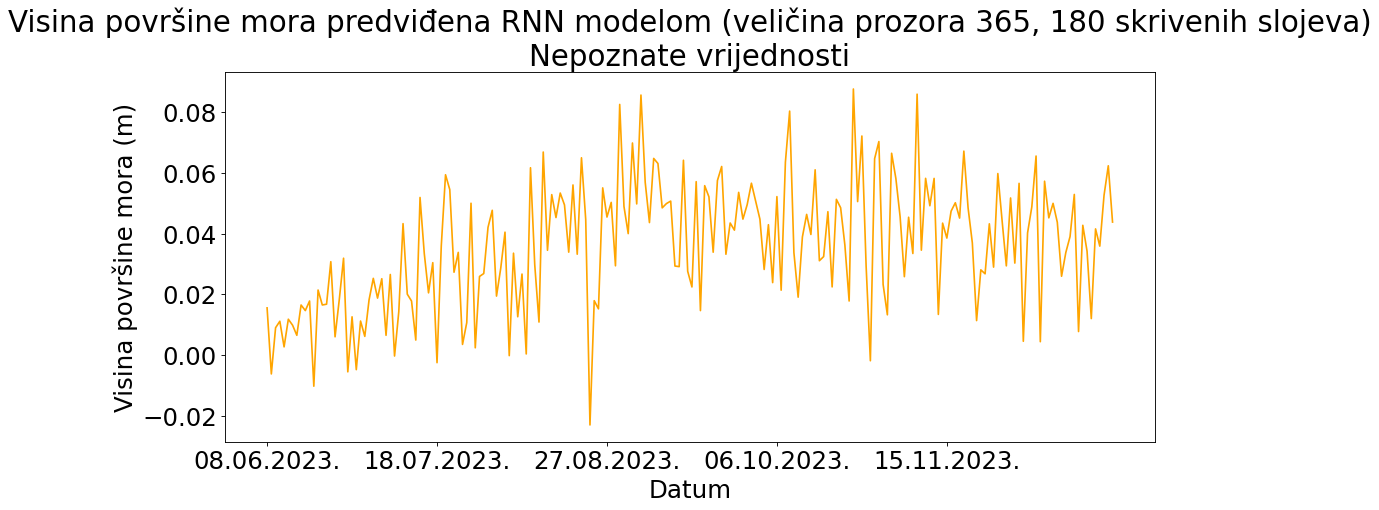 Visina površine mora predviđena RNN modelom (veličina prozora 365, 180 skrivenih slojeva)
Nepoznate vrijednosti
Visina površine mora (m)
0.08
0.06
0.04
0.02
0.00
−0.02
08.06.2023. 18.07.2023. 27.08.2023. 06.10.2023. 15.11.2023.
Datum